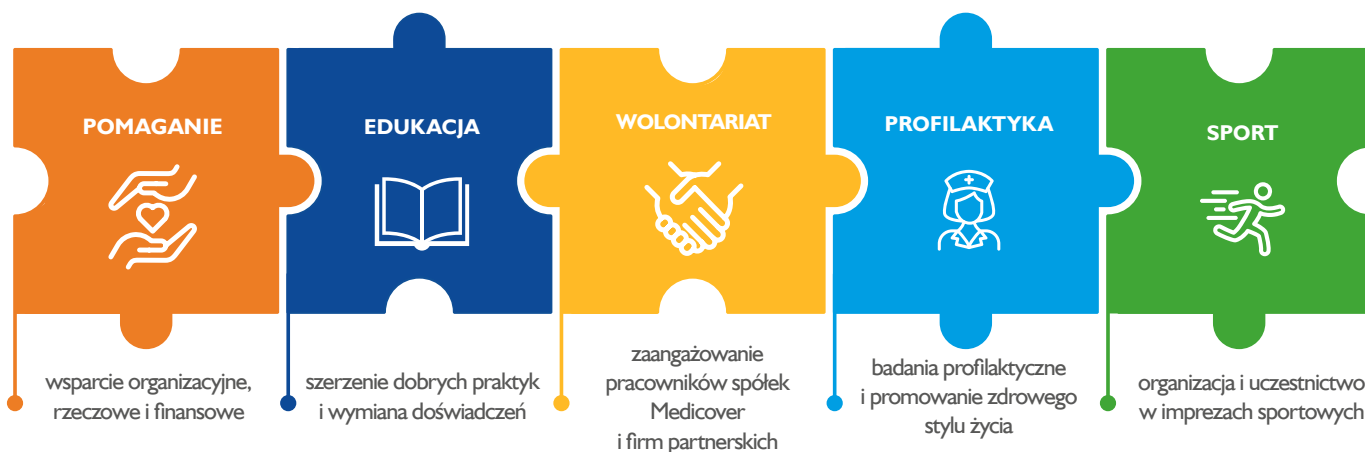 POMAGANIE
wsparcie organizacyjne,
rzeczowe i finansowe
EDUKACJA
szerzenie dobrych praktyk
i wymiana doświadczeń
WOLONTARIAT
zaangażowanie
pracowników spółek
Medicover
i firm partnerskich
PROFILAKTYKA
badania profilaktyczne
i promowanie zdrowego
stylu życia
SPORT
organizacja i uczestnictwo
w imprezach sportowych